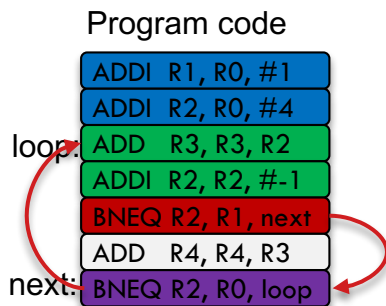 Program code
ADDI R1, R0, #1
ADDI R2, R0, #4
loop: ADD R3, R3, R2
ADDI R2, R2, #-1
BNEQ R2, R1, next
ADD R4, R4, R3
next: BNEQ R2, R0, loop